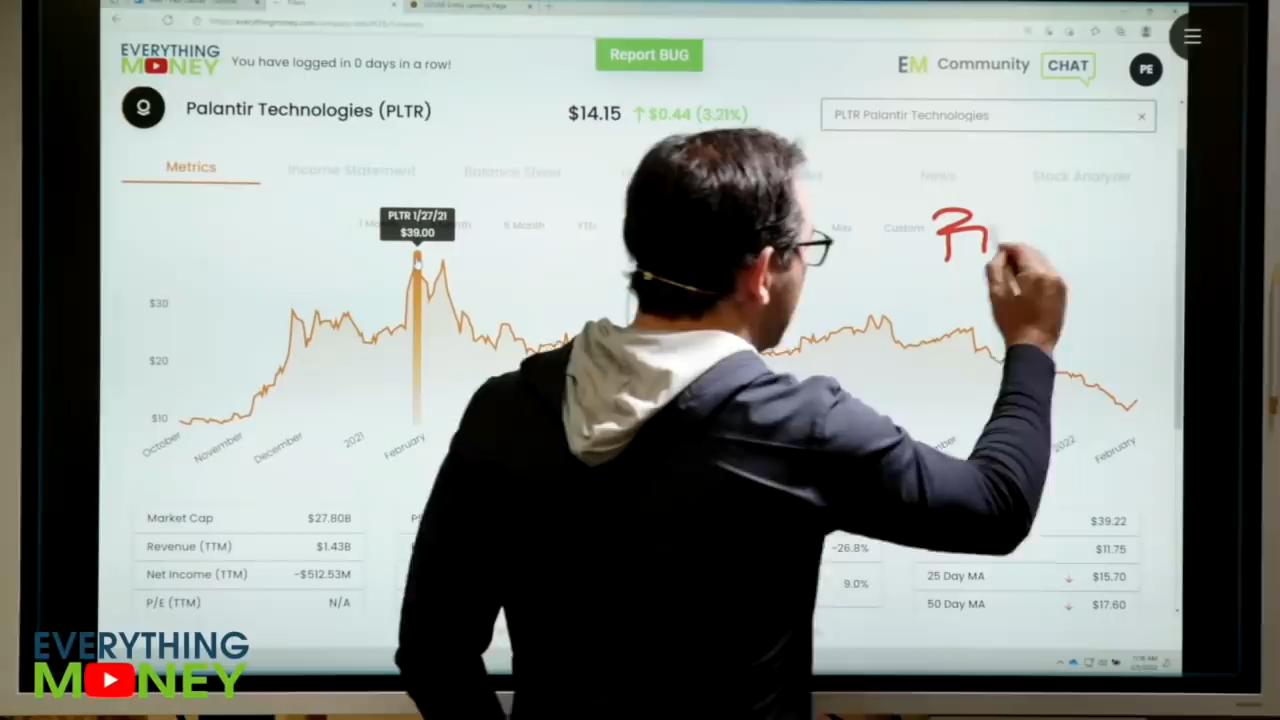 EVERYTHING
MONEY
You have logged in 0 days in a row!
Report BUG
EM Community
CHAT
PE
Palantir Technologies (PLTR)
$14.15 ↑ $0.44 (3.21%)
PLTR Palantir Technologies ×
Metrics
Income Statement
Balance Sheet
News
Stock Analyzer
PLTR 1/27/21
$39.00
6 Month
YTD
Max
Custom
$30
$20
$10
October
November
December
2021
February
2022
February
Market Cap $27.80B
Revenue (TTM) $1.43B
Net Income (TTM) -$512.53M
P/E (TTM) N/A
-26.8%
9.0%
$39.22
$11.75
25 Day MA ↓ $15.70
50 Day MA ↓ $17.60
EVERYTHING
MONEY